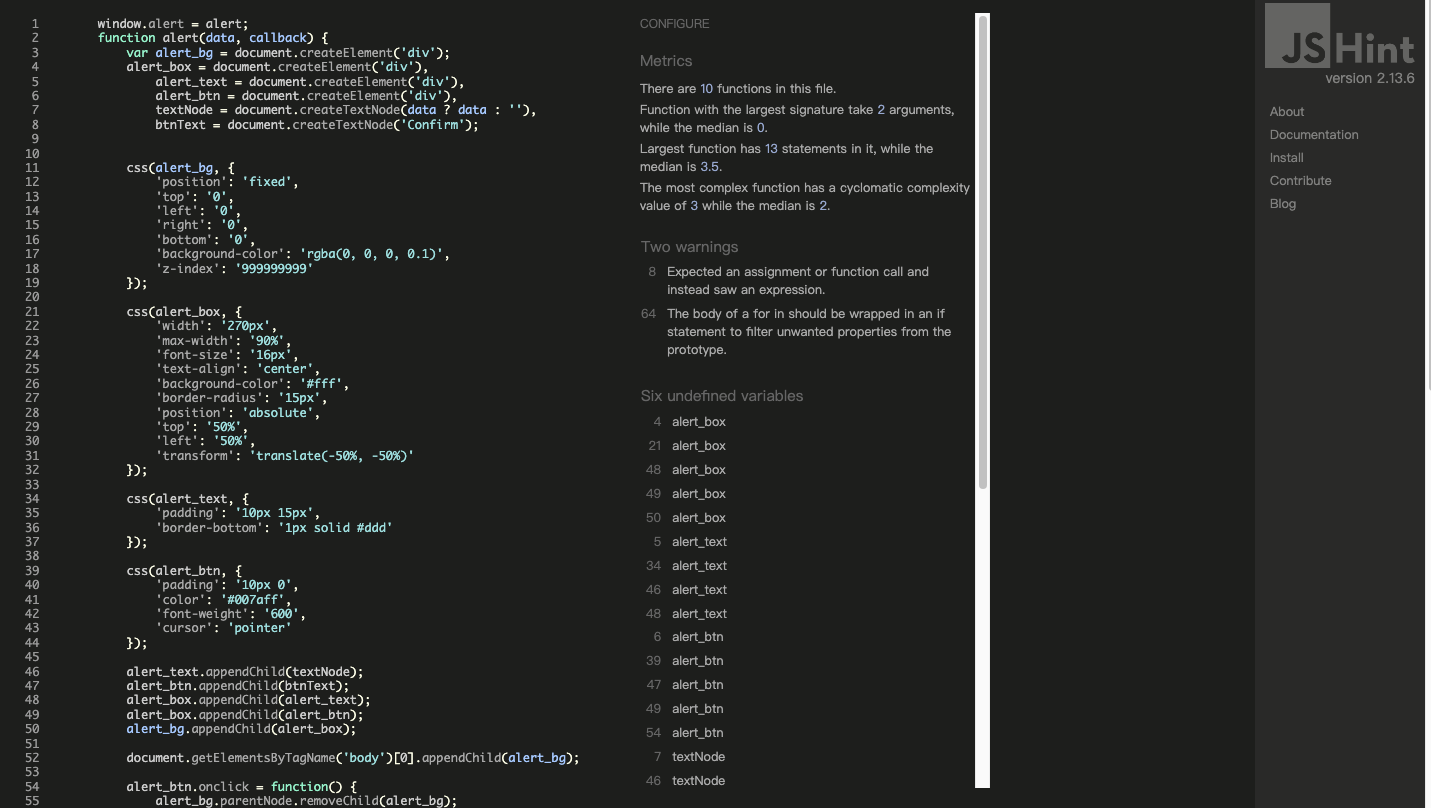 1 window.alert = alert;
2 function alert(data, callback) {
3 var alert_bg = document.createElement('div');
4 alert_box = document.createElement('div'),
5 alert_text = document.createElement('div'),
6 alert_btn = document.createElement('div'),
7 textNode = document.createTextNode(data ? data : ''),
8 btnText = document.createTextNode('Confirm');
9
10
11 css(alert_bg, {
12 'position': 'fixed',
13 'top': '0',
14 'left': '0',
15 'right': '0',
16 'bottom': '0',
17 'background-color': 'rgba(0, 0, 0, 0.1)',
18 'z-index': '999999999'
19 });
20
21 css(alert_box, {
22 'width': '270px',
23 'max-width': '90%',
24 'font-size': '16px',
25 'text-align': 'center',
26 'background-color': '#fff',
27 'border-radius': '15px',
28 'position': 'absolute',
29 'top': '50%',
30 'left': '50%',
31 'transform': 'translate(-50%, -50%)'
32 });
33
34 css(alert_text, {
35 'padding': '10px 15px',
36 'border-bottom': '1px solid #ddd'
37 });
38
39 css(alert_btn, {
40 'padding': '10px 0',
41 'color': '#007aff',
42 'font-weight': '600',
43 'cursor': 'pointer'
44 });
45
46 alert_text.appendChild(textNode);
47 alert_btn.appendChild(btnText);
48 alert_box.appendChild(alert_text);
49 alert_box.appendChild(alert_btn);
50 alert_bg.appendChild(alert_box);
51
52 document.getElementsByTagName('body')[0].appendChild(alert_bg);
53
54 alert_btn.onclick = function() {
55 alert_bg.parentNode.removeChild(alert_bg);
CONFIGURE
Metrics
There are 10 functions in this file.
Function with the largest signature take 2 arguments,
while the median is 0.
Largest function has 13 statements in it, while the
median is 3.5.
The most complex function has a cyclomatic complexity
value of 3 while the median is 2.
Two warnings
8 Expected an assignment or function call and
instead saw an expression.
64 The body of a for in should be wrapped in an if
statement to filter unwanted properties from the
prototype.
Six undefined variables
4 alert_box
21 alert_box
48 alert_box
49 alert_box
50 alert_box
5 alert_text
34 alert_text
46 alert_text
48 alert_text
6 alert_btn
39 alert_btn
47 alert_btn
49 alert_btn
54 alert_btn
7 textNode
46 textNode
JSHint
version 2.13.6
About
Documentation
Install
Contribute
Blog